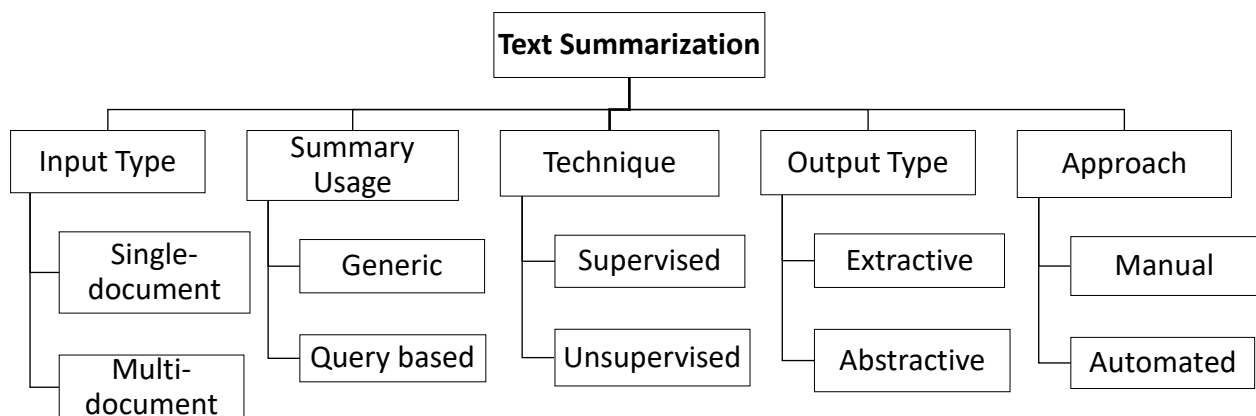 Text Summarization
Input Type
Summary
Usage
Technique
Output Type
Approach
Single-
document
Multi-
document
Generic
Query based
Supervised
Unsupervised
Extractive
Abstractive
Manual
Automated